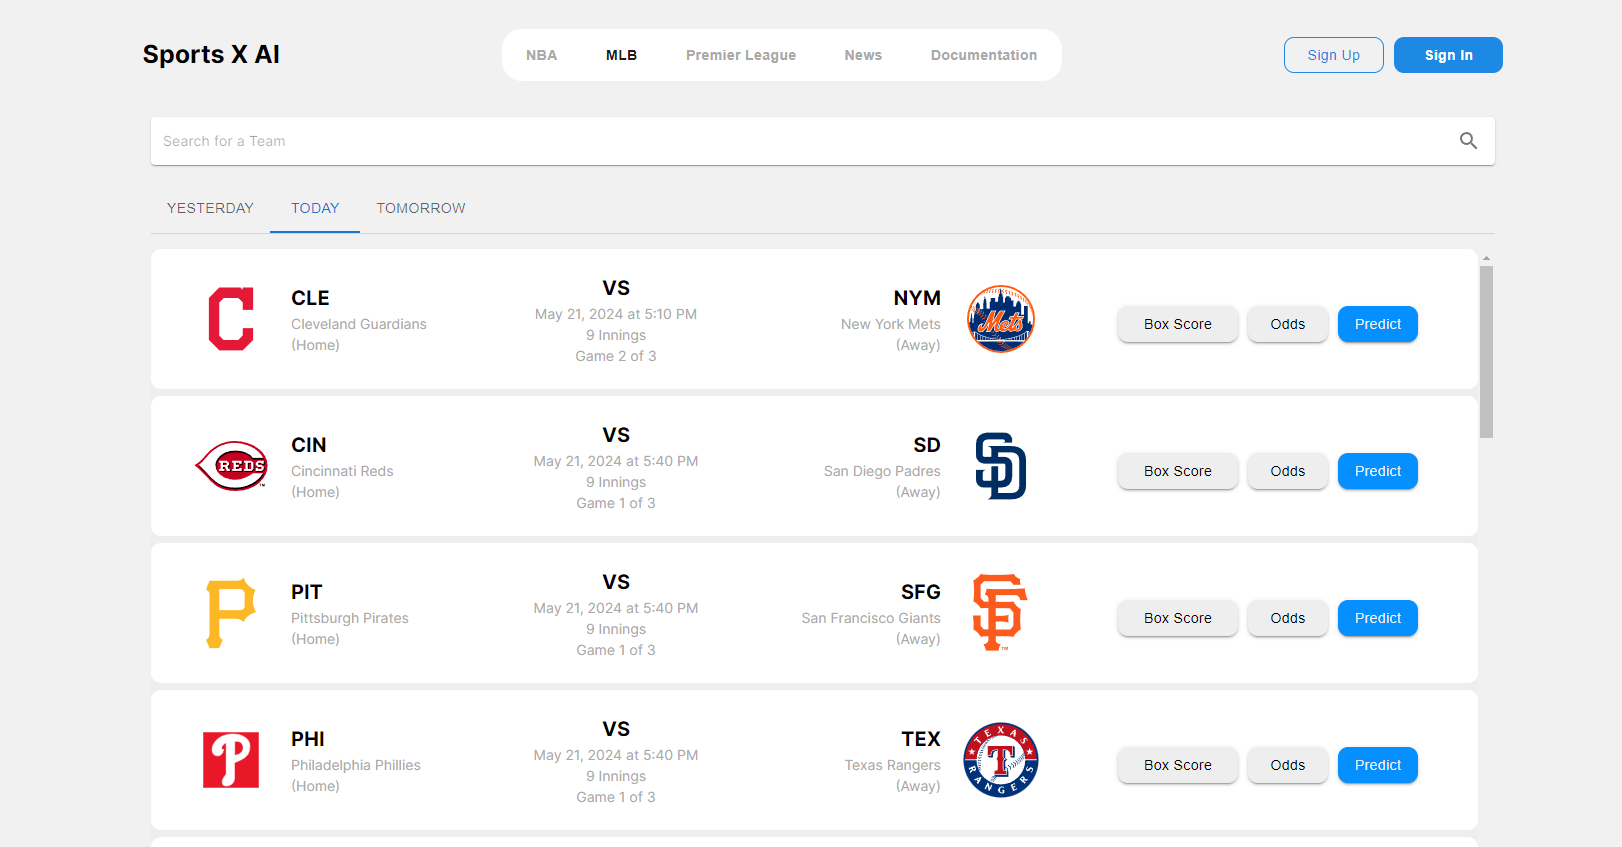 Sports X AI
NBA MLB Premier League News Documentation
Sign Up Sign In
Search for a Team
YESTERDAY TODAY TOMORROW
CLE
Cleveland Guardians
(Home)
VS
May 21, 2024 at 5:10 PM
9 Innings
Game 2 of 3
NYM
New York Mets
(Away)
Mets
Box Score Odds Predict
REDS
CIN
Cincinnati Reds
(Home)
VS
May 21, 2024 at 5:40 PM
9 Innings
Game 1 of 3
SD
San Diego Padres
(Away)
SD
Box Score Odds Predict
P
PIT
Pittsburgh Pirates
(Home)
VS
May 21, 2024 at 5:40 PM
9 Innings
Game 1 of 3
SFG
San Francisco Giants
(Away)
SF
Box Score Odds Predict
P
PHI
Philadelphia Phillies
(Home)
VS
May 21, 2024 at 5:40 PM
9 Innings
Game 1 of 3
TEX
Texas Rangers
(Away)
TEXAS
T
RANGERS
Box Score Odds Predict